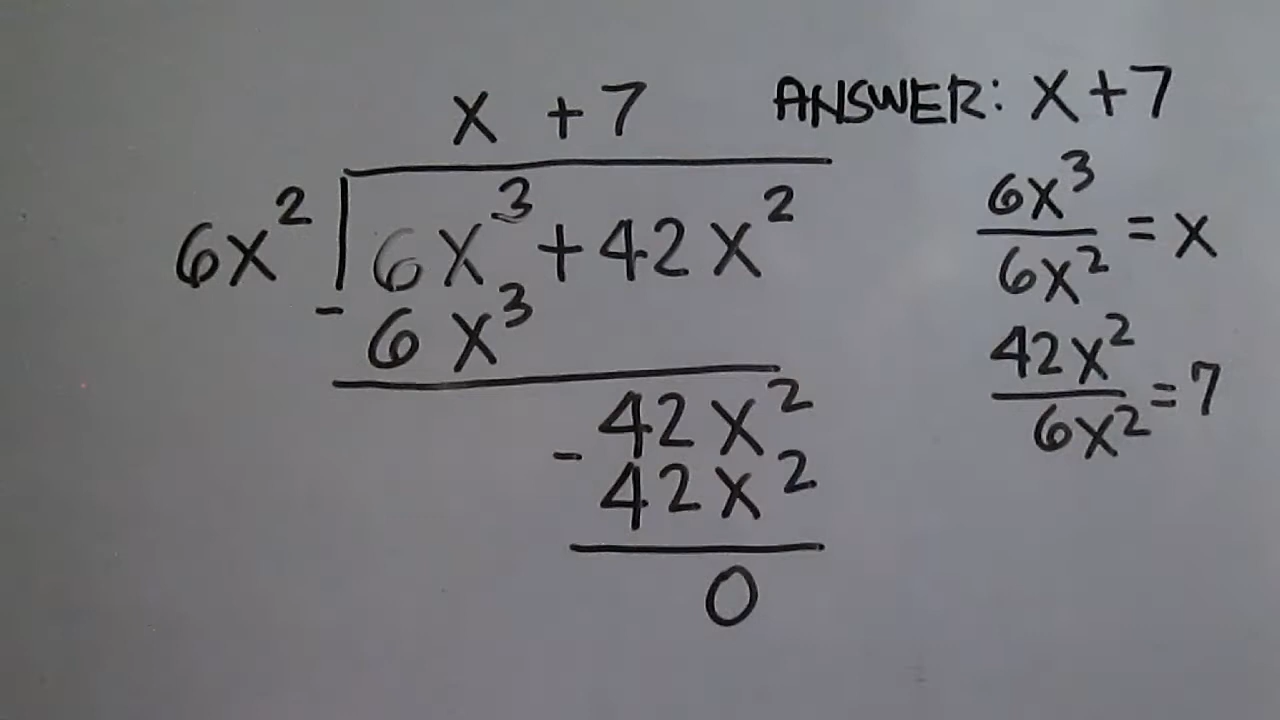 x + 7
ANSWER: x + 7
6x² | 6x³ + 42x²
- 6x³
42x²
- 42x²
0
6x³/6x² = x
42x²/6x² = 7